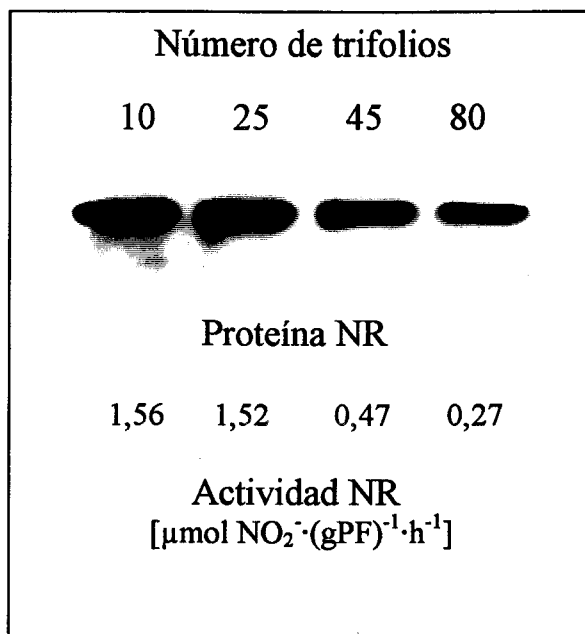 Número de trifolios
10 25 45 80
Proteína NR
1,56 1,52 0,47 0,27
Actividad NR
[µmol NO₂⁻·(gPF)⁻¹·h⁻¹]